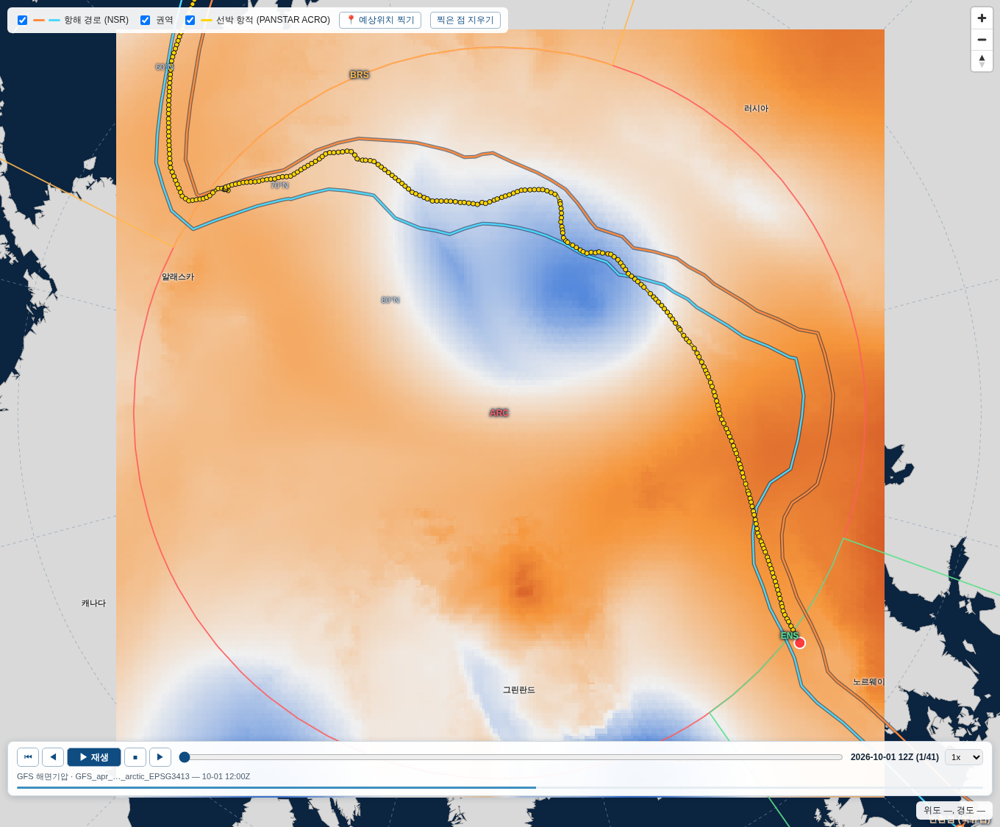 항해 경로 (NSR) 권역 선박 항적 (PANSTAR ACRO) 📍 예상위치 찍기 찍은 점 지우기
60°N
BRS
러시아
70°N
알래스카
80°N
ARC
캐나다
ENS
노르웨이
그린란드
재생 2026-10-01 12Z (1/41) 1x
GFS 해면기압 · GFS_apr_…_arctic_EPSG3413 — 10-01 12:00Z
위도 —, 경도 —